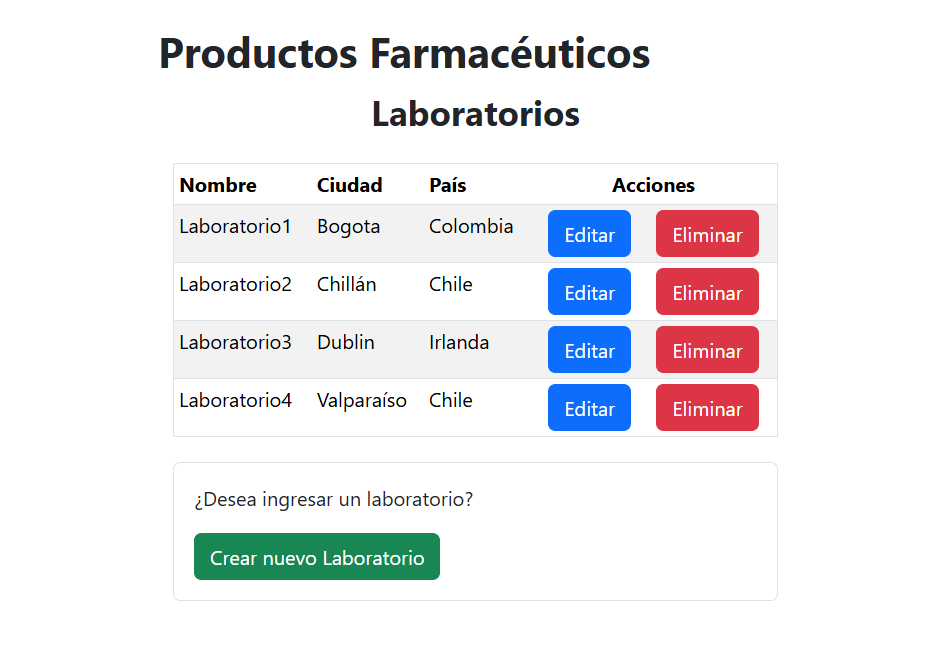 Productos Farmacéuticos
Laboratorios
Nombre Ciudad País Acciones
Laboratorio1 Bogota Colombia Editar Eliminar
Laboratorio2 Chillán Chile Editar Eliminar
Laboratorio3 Dublin Irlanda Editar Eliminar
Laboratorio4 Valparaíso Chile Editar Eliminar
¿Desea ingresar un laboratorio?
Crear nuevo Laboratorio